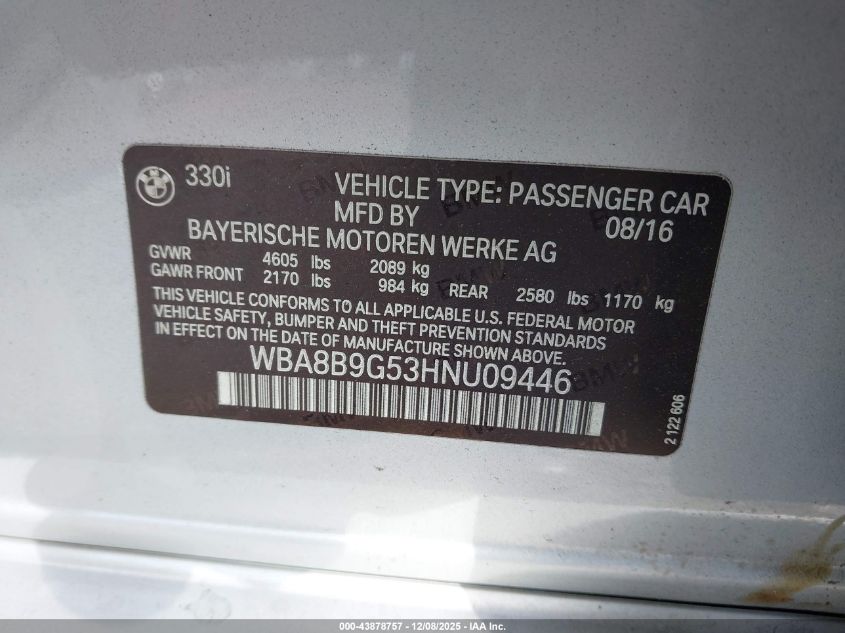 330i
VEHICLE TYPE: PASSENGER CAR
MFD BY 08/16
BAYERISCHE MOTOREN WERKE AG
GVWR 4605 lbs 2089 kg
GAWR FRONT 2170 lbs 984 kg REAR 2580 lbs 1170 kg
THIS VEHICLE CONFORMS TO ALL APPLICABLE U.S. FEDERAL MOTOR
VEHICLE SAFETY, BUMPER AND THEFT PREVENTION STANDARDS
IN EFFECT ON THE DATE OF MANUFACTURE SHOWN ABOVE.
WBA8B9G53HNU09446
2 122 606
000-43878757 - 12/08/2025 - IAA Holdings, LLC.